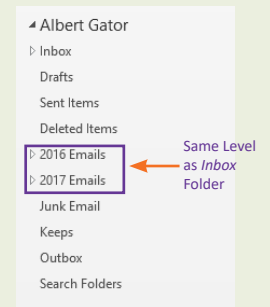 Albert Gator
Inbox
Drafts
Sent Items
Deleted Items
2016 Emails
2017 Emails
Same Level
as Inbox
Folder
Junk Email
Keeps
Outbox
Search Folders